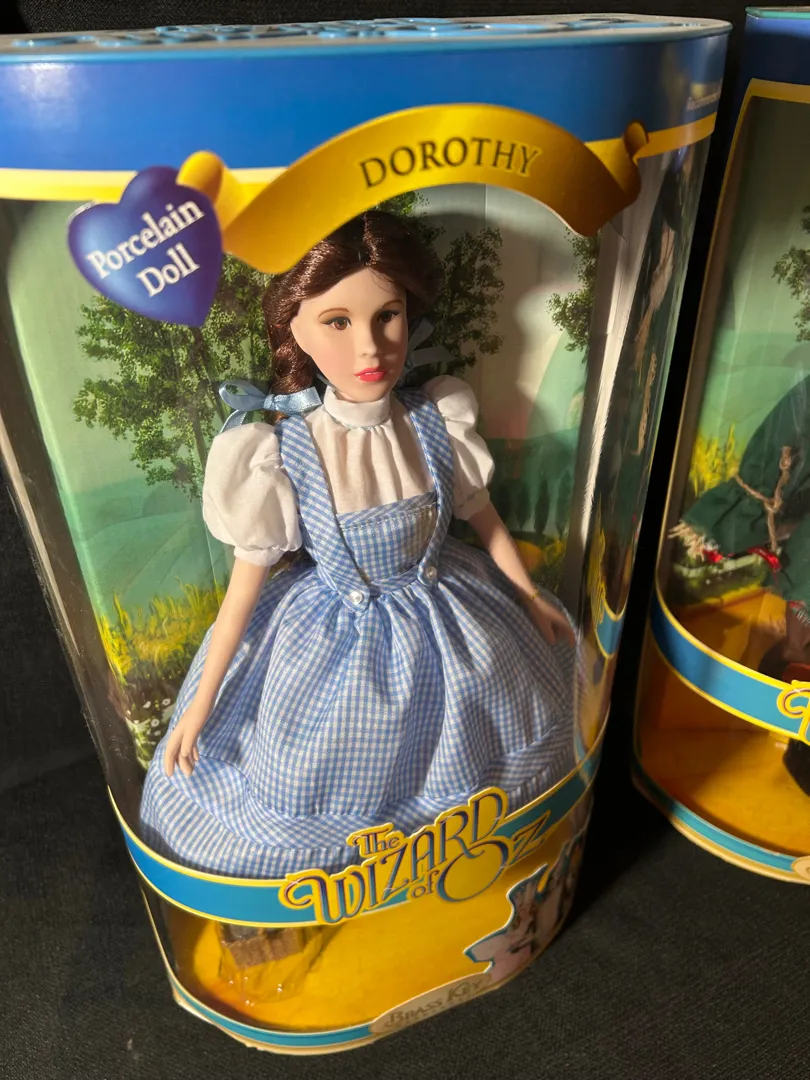 DOROTHY
Porcelain
Doll
The
WIZARD
of OZ
BRASS KEY